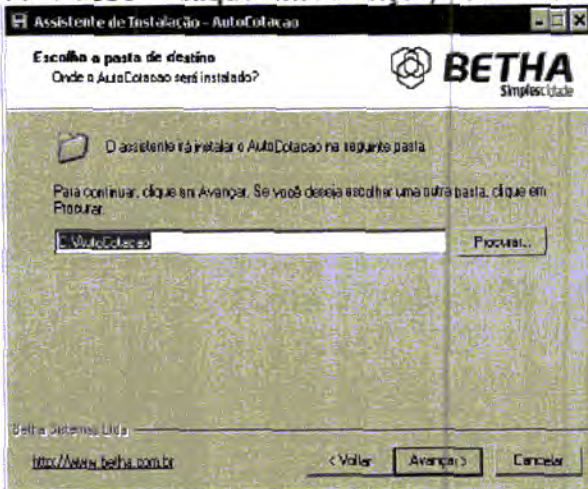 Assistente de Instalação - AutoCotacao
Escolha a pasta de destino
Onde o AutoCotacao será instalado?
BETHA
Simplescidade
O assistente irá instalar o AutoCotacao na seguinte pasta
Para continuar, clique em Avançar. Se você deseja escolher uma outra pasta, clique em
Procurar.
C:\AutoCotacao
Procurar...
Betha Sistemas Ltda
http://www.betha.com.br
< Voltar
Avançar >
Cancelar